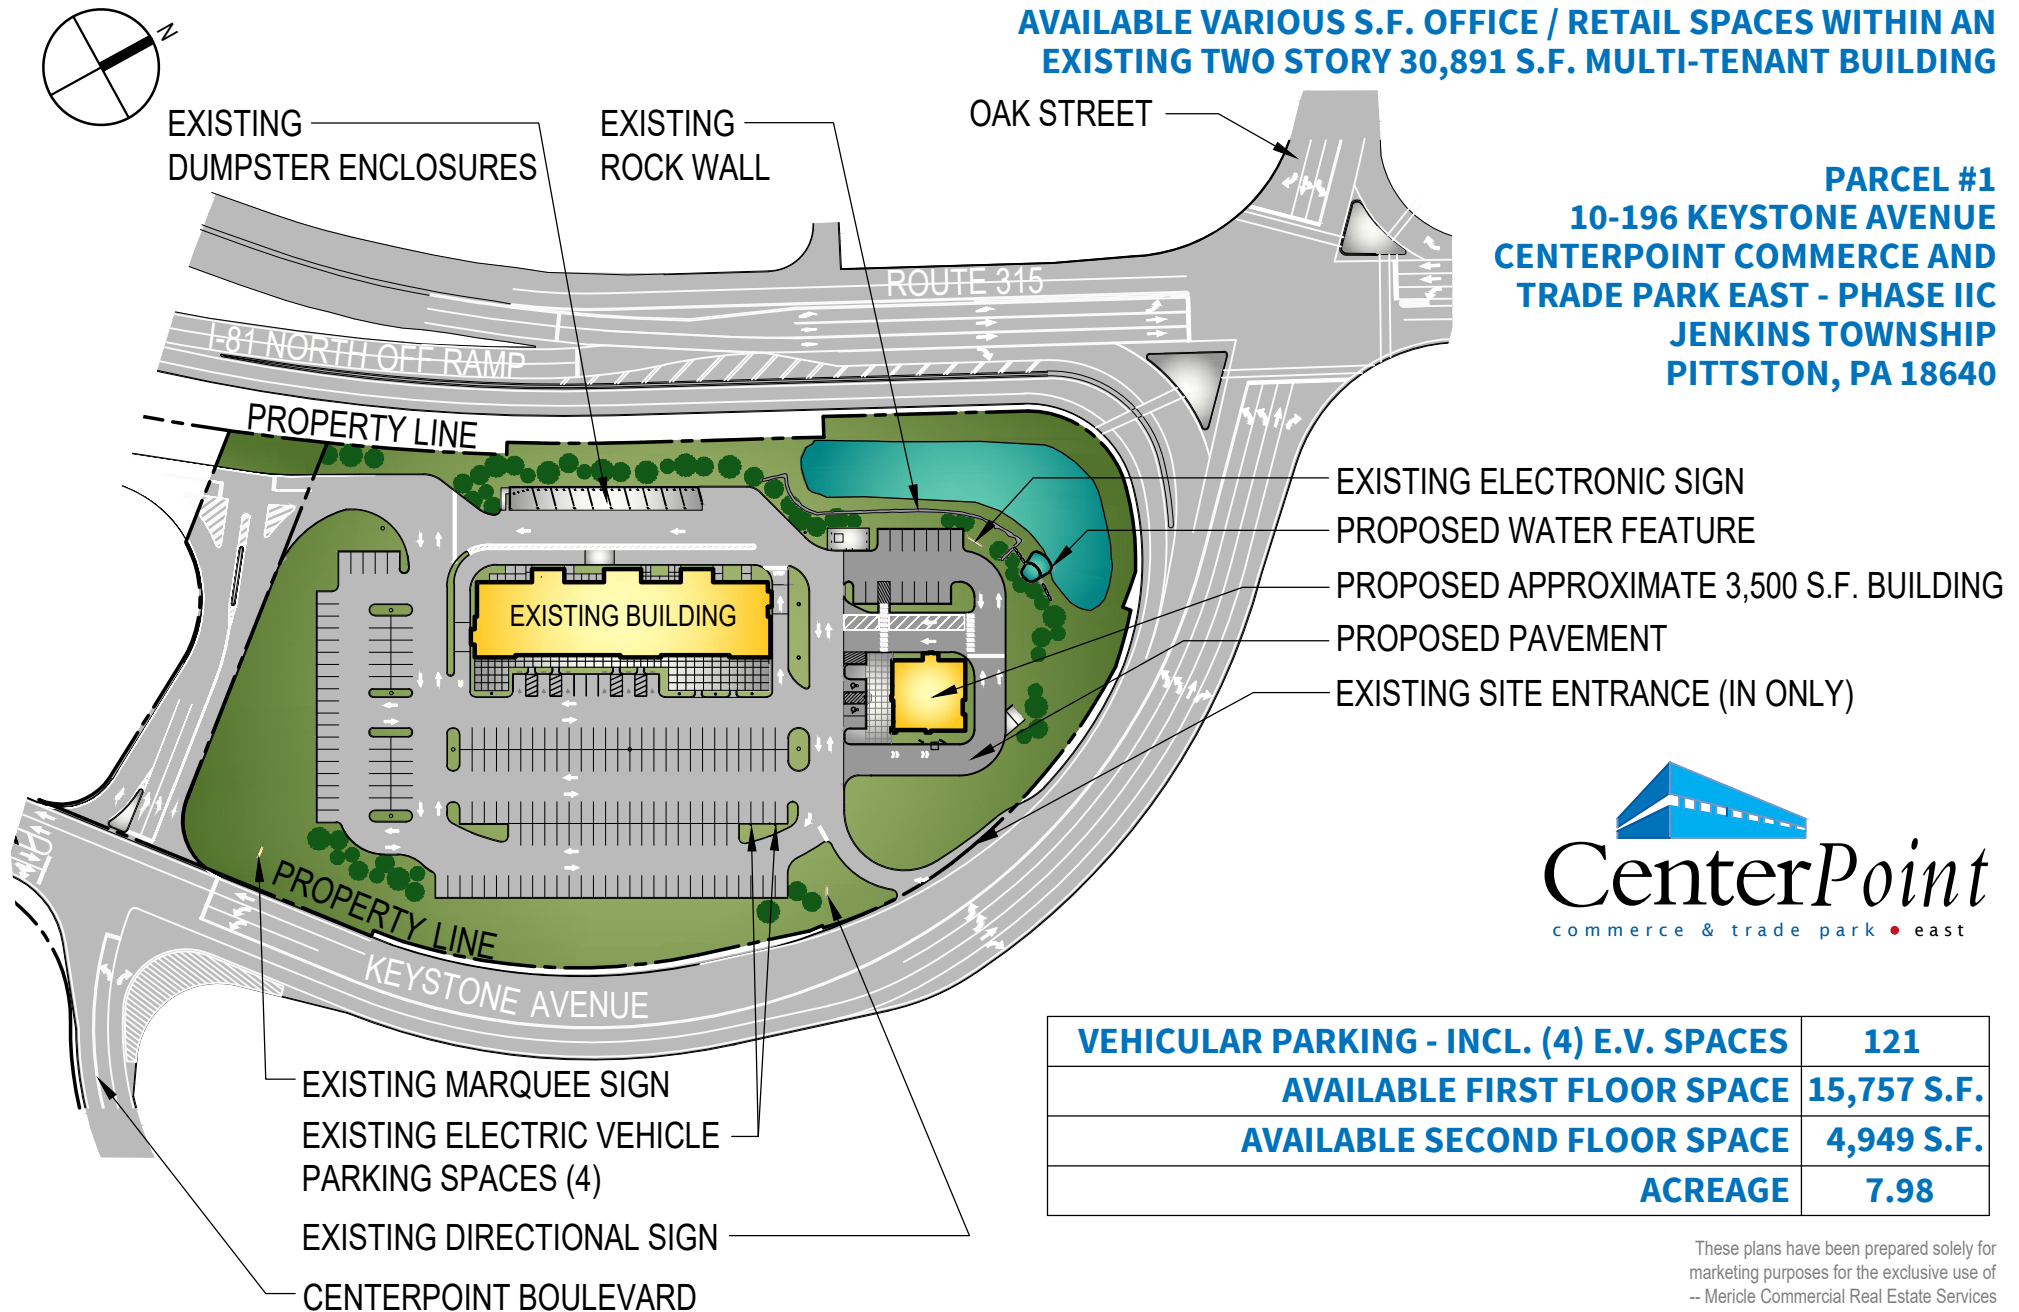 N
AVAILABLE VARIOUS S.F. OFFICE / RETAIL SPACES WITHIN AN
EXISTING TWO STORY 30,891 S.F. MULTI-TENANT BUILDING
EXISTING
DUMPSTER ENCLOSURES
EXISTING
ROCK WALL
OAK STREET
PARCEL #1
10-196 KEYSTONE AVENUE
CENTERPOINT COMMERCE AND
TRADE PARK EAST - PHASE IIC
JENKINS TOWNSHIP
PITTSTON, PA 18640
ROUTE 315
I-81 NORTH OFF RAMP
PROPERTY LINE
EXISTING ELECTRONIC SIGN
PROPOSED WATER FEATURE
PROPOSED APPROXIMATE 3,500 S.F. BUILDING
PROPOSED PAVEMENT
EXISTING SITE ENTRANCE (IN ONLY)
EXISTING BUILDING
CenterPoint
commerce & trade park • east
PROPERTY LINE
KEYSTONE AVENUE
EXISTING MARQUEE SIGN
EXISTING ELECTRIC VEHICLE
PARKING SPACES (4)
EXISTING DIRECTIONAL SIGN
CENTERPOINT BOULEVARD
VEHICULAR PARKING - INCL. (4) E.V. SPACES 121
AVAILABLE FIRST FLOOR SPACE 15,757 S.F.
AVAILABLE SECOND FLOOR SPACE 4,949 S.F.
ACREAGE 7.98
These plans have been prepared solely for
marketing purposes for the exclusive use of
-- Mericle Commercial Real Estate Services